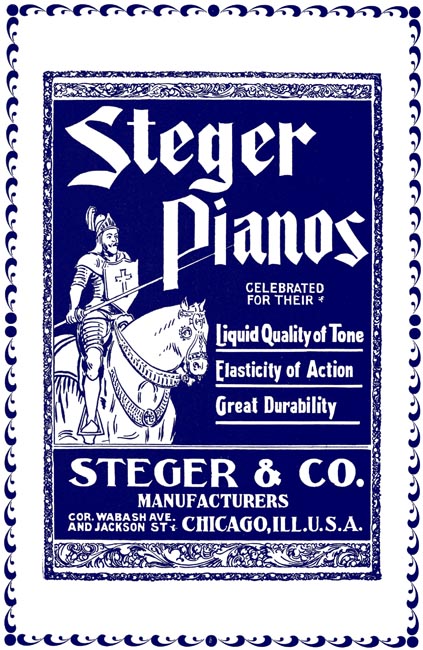 Steger
Pianos
CELEBRATED
FOR THEIR
Liquid Quality of Tone
Elasticity of Action
Great Durability
STEGER & CO.
MANUFACTURERS
COR. WABASH AVE.
AND JACKSON ST. CHICAGO, ILL. U.S.A.